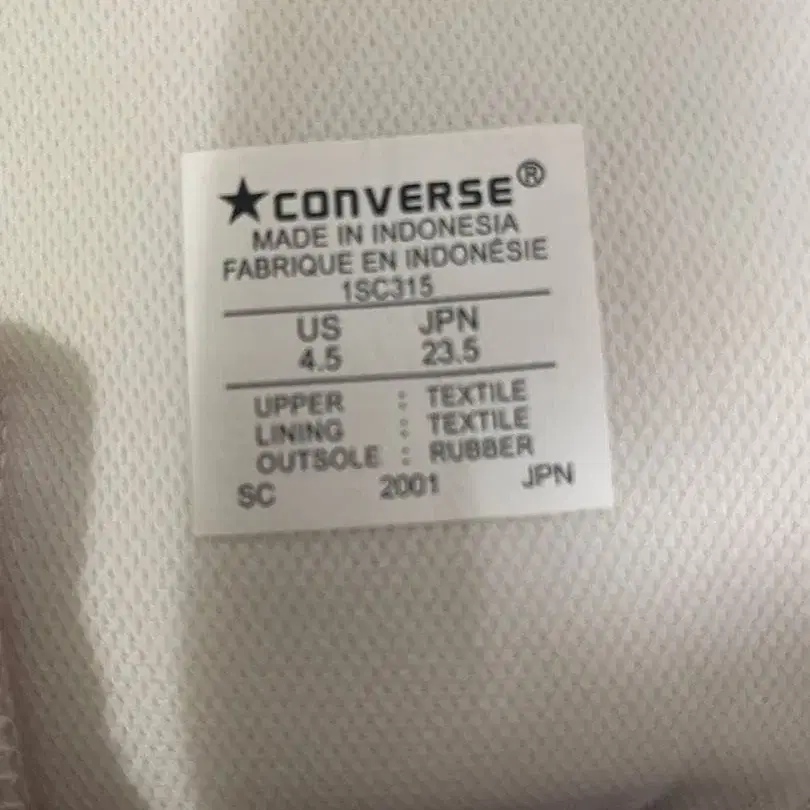 ★CONVERSE®
MADE IN INDONESIA
FABRIQUE EN INDONÉSIE
1SC315
US JPN
4.5 23.5
UPPER : TEXTILE
LINING : TEXTILE
OUTSOLE : RUBBER
SC 2001 JPN